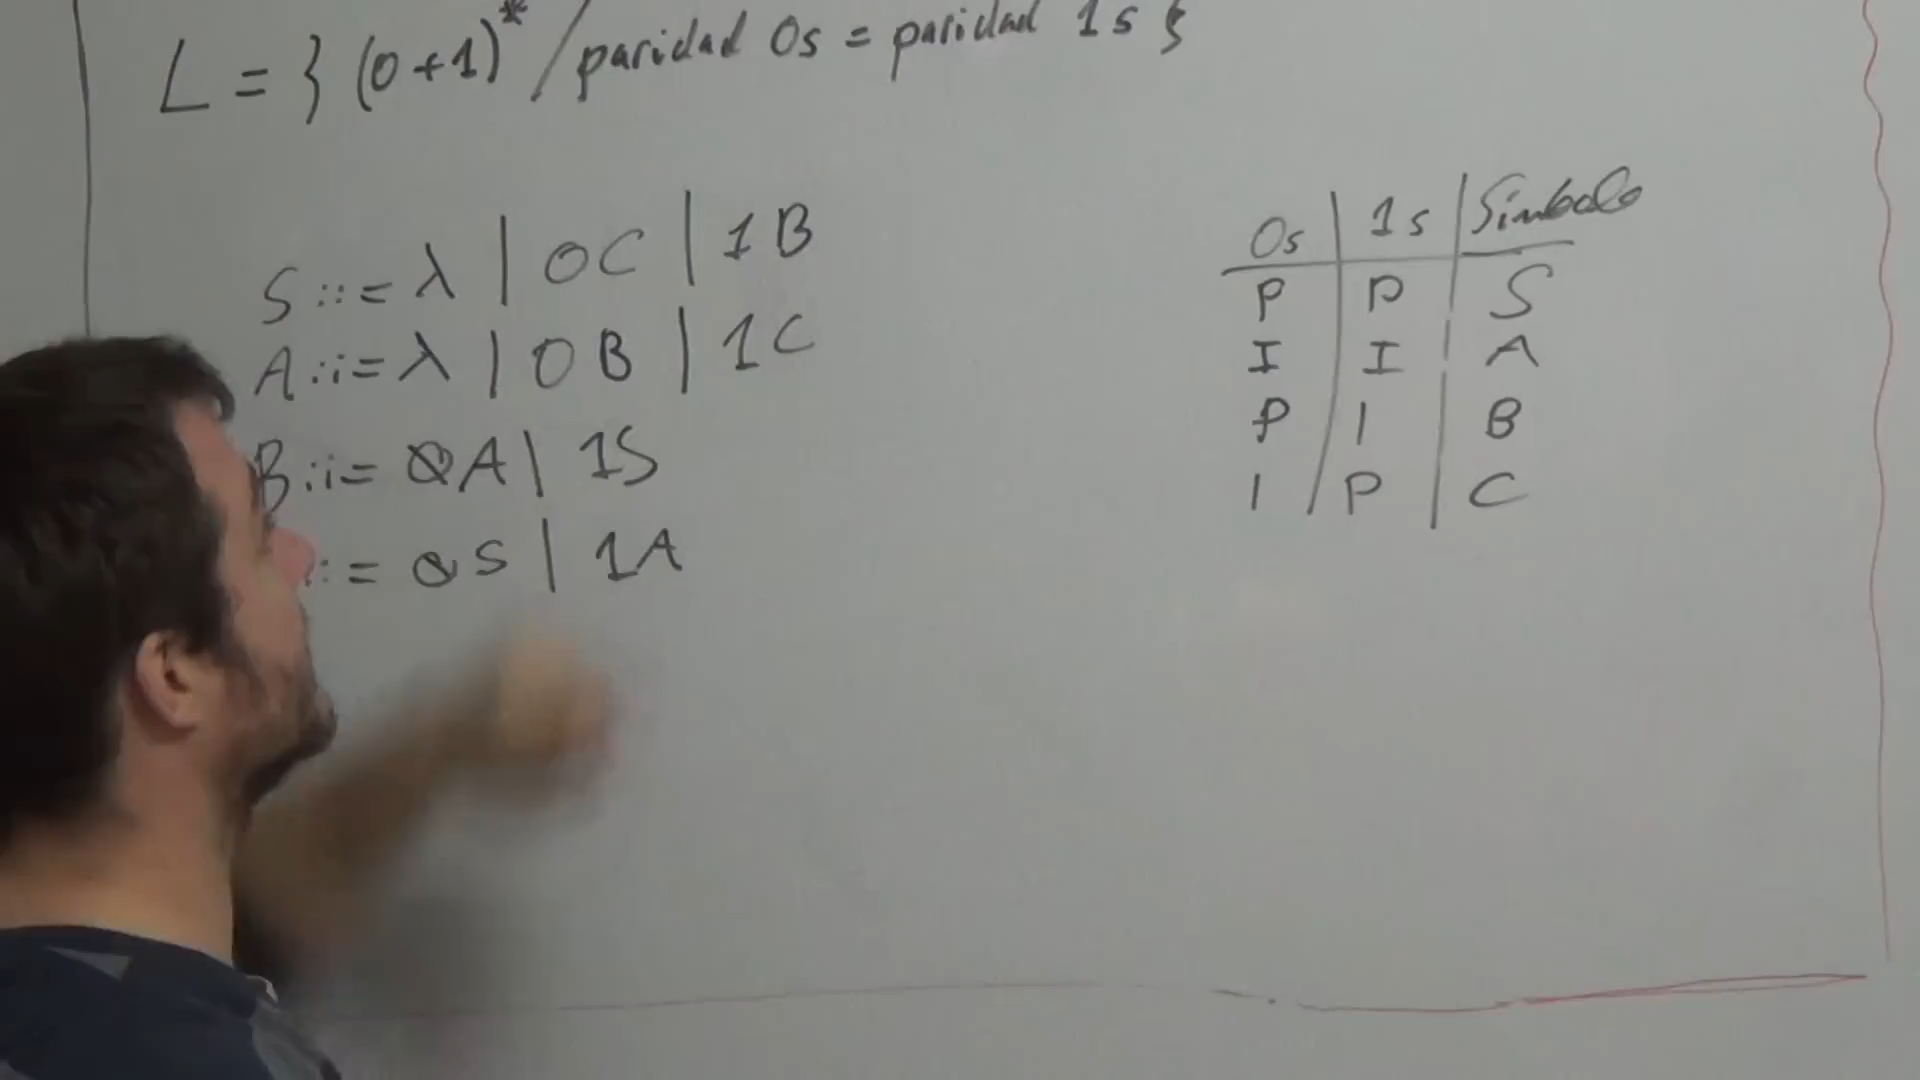 L = } (0+1)* / paridad 0s = paridad 1s }
S ::= λ | 0C | 1B
A ::= λ | 0B | 1C
B ::= 0A | 1S
::= 0S | 1A
0s | 1s | Símbolo
P | P | S
I | I | A
P | I | B
I | P | C